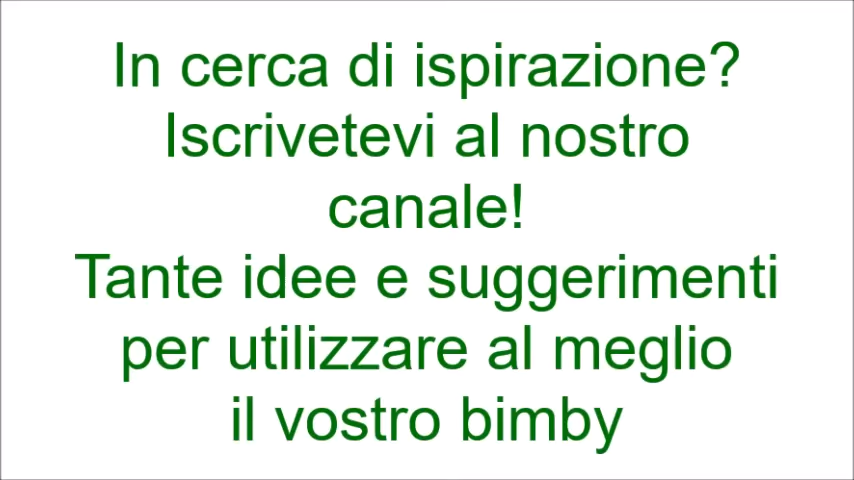 In cerca di ispirazione?
Iscrivetevi al nostro
canale!
Tante idee e suggerimenti
per utilizzare al meglio
il vostro bimby